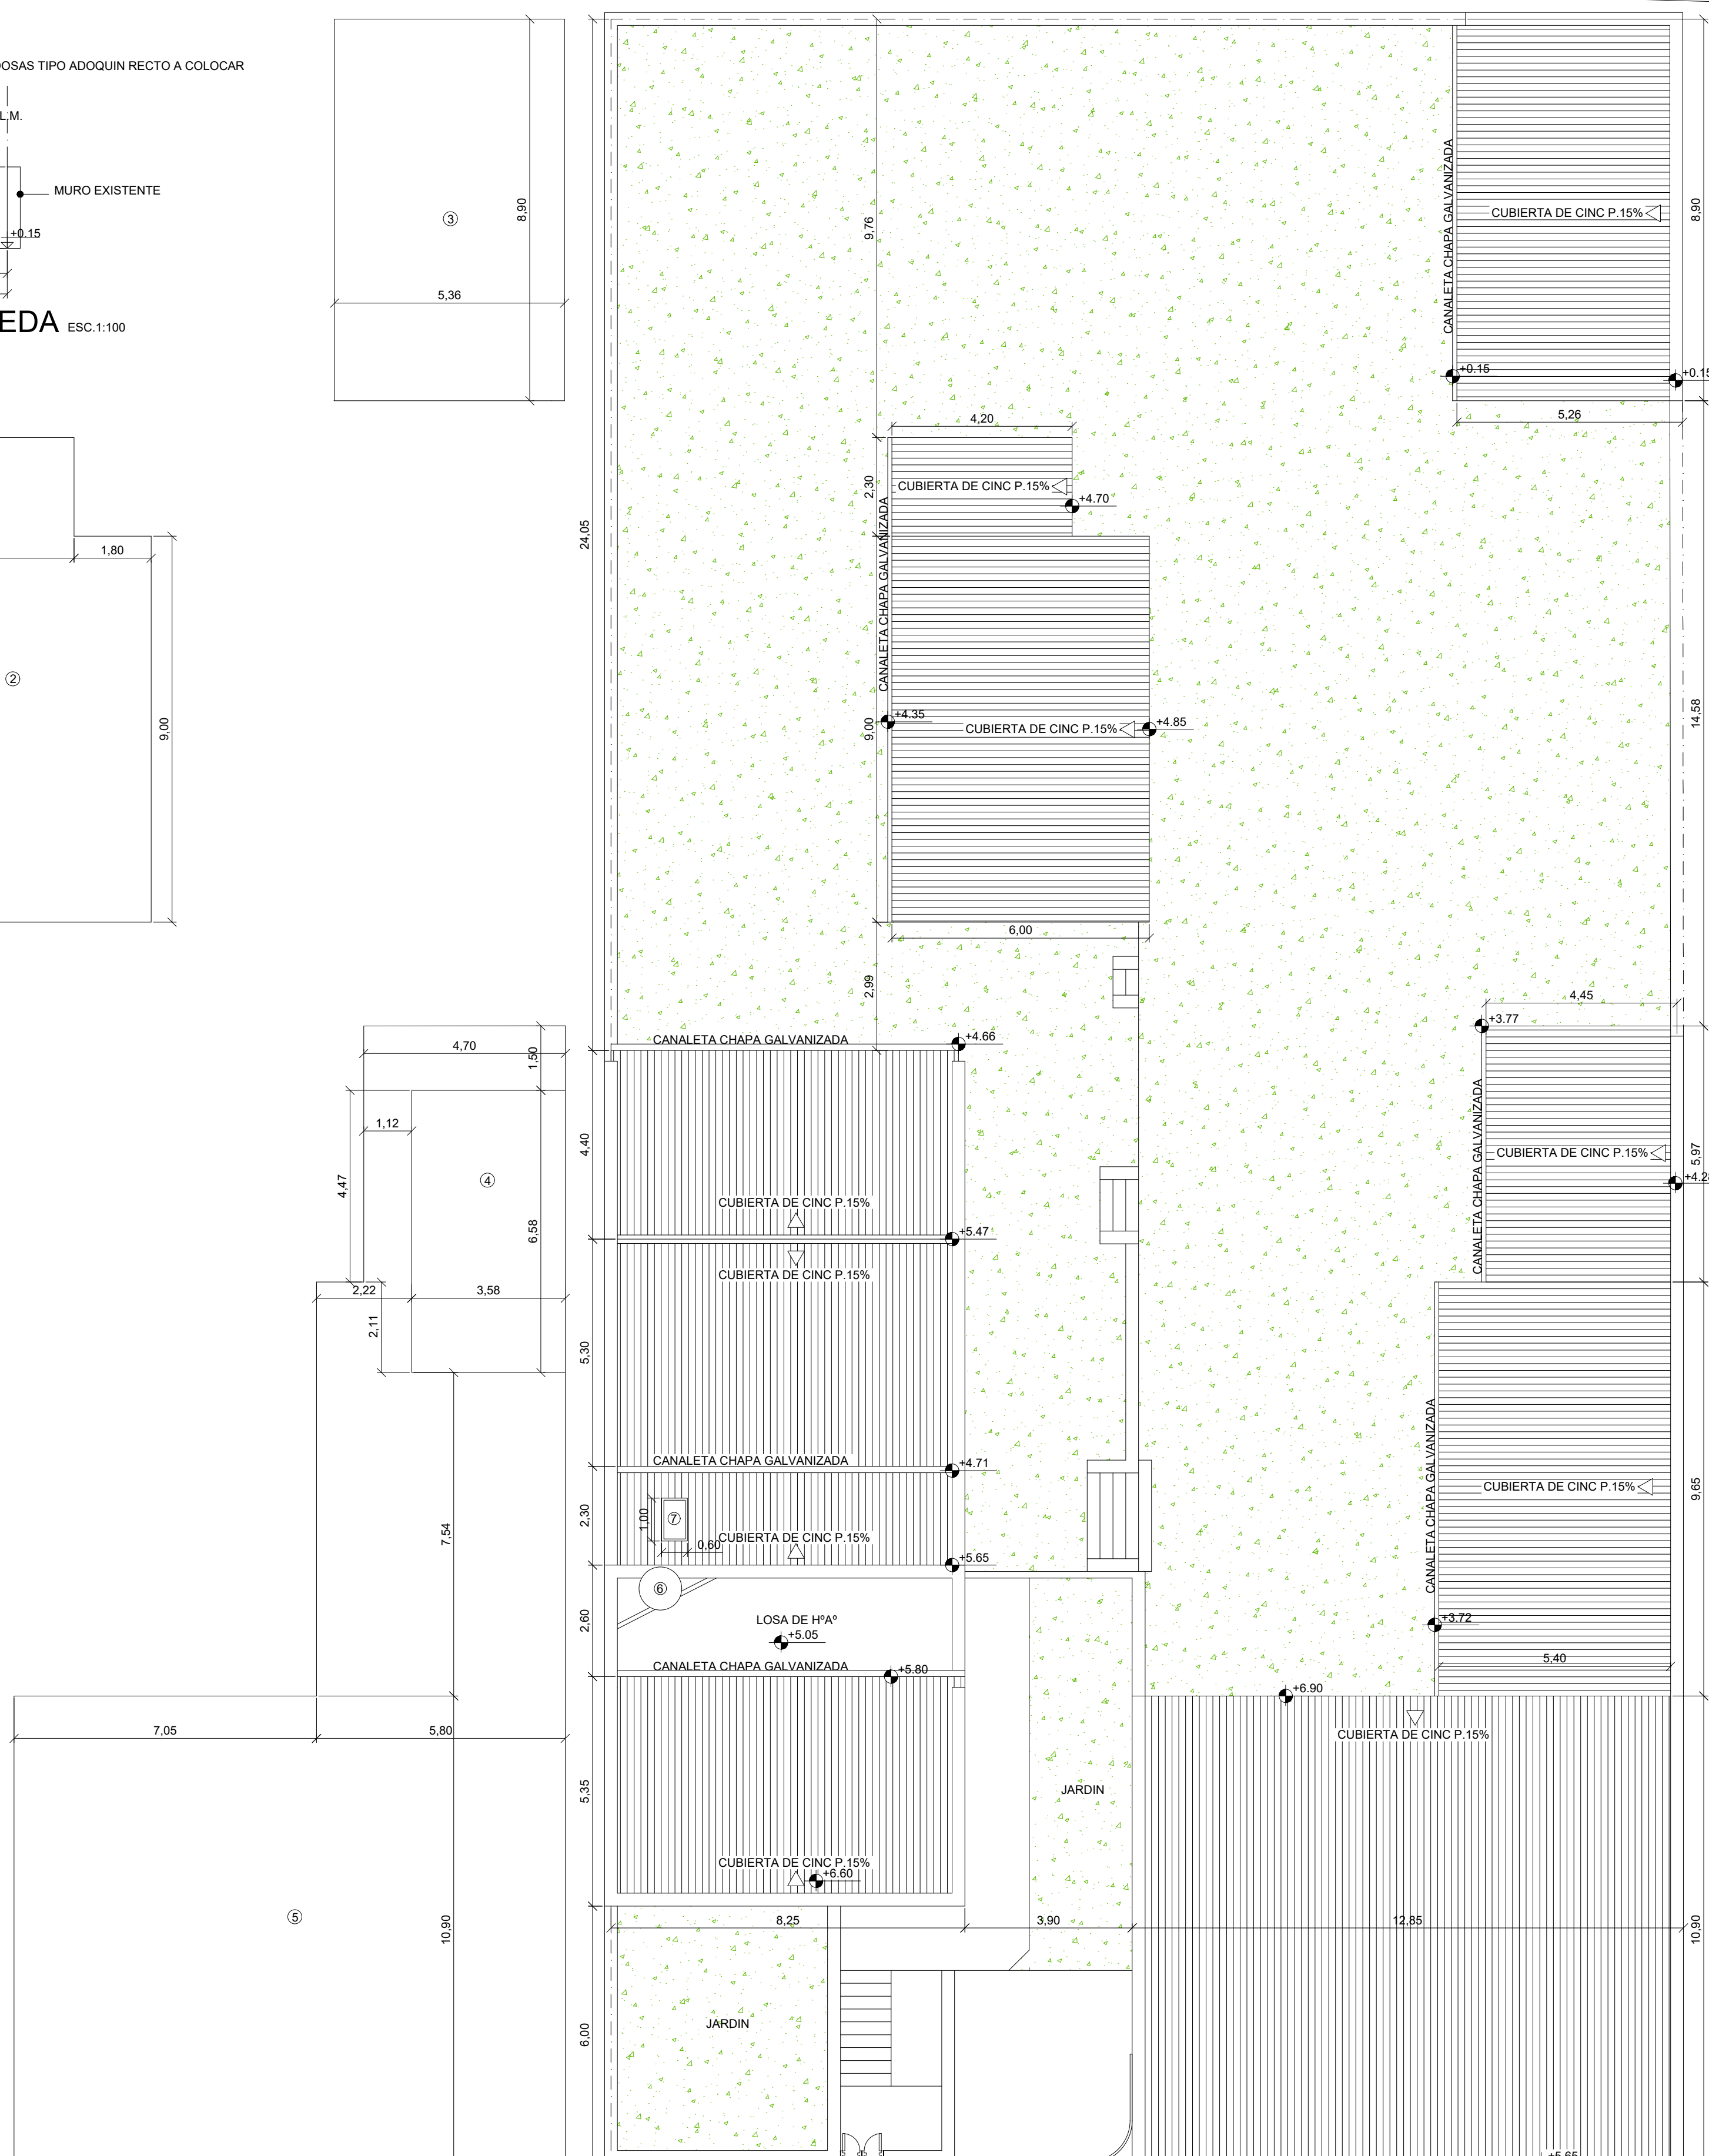 OSAS TIPO ADOQUIN RECTO A COLOCAR
L.M.
MURO EXISTENTE
+0.15
EDA ESC.1:100
③
8,90
5,36
1,80
②
9,00
4,70
1,50
1,12
4,47
④
6,58
2,22
3,58
2,11
7,54
7,05
5,80
⑤
10,90
24,05
9,76
CANALETA CHAPA GALVANIZADA
CUBIERTA DE CINC P.15%
8,90
+0.15
+0.15
5,26
4,20
2,30
CUBIERTA DE CINC P.15%
+4.70
CANALETA CHAPA GALVANIZADA
+4.35
9,00
CUBIERTA DE CINC P.15%
+4.85
14,58
6,00
2,99
4,45
+3.77
CANALETA CHAPA GALVANIZADA
+4.66
4,40
CANALETA CHAPA GALVANIZADA
CUBIERTA DE CINC P.15%
5,97
CUBIERTA DE CINC P.15%
+5.47
CUBIERTA DE CINC P.15%
5,30
CANALETA CHAPA GALVANIZADA
+4.71
CANALETA CHAPA GALVANIZADA
CUBIERTA DE CINC P.15%
9,65
2,30
1,00
⑦
0,60
CUBIERTA DE CINC P.15%
+5.65
⑥
2,60
LOSA DE HºAº
+5.05
+3.72
5,40
CANALETA CHAPA GALVANIZADA
+5.80
+6.90
CUBIERTA DE CINC P.15%
5,35
JARDIN
CUBIERTA DE CINC P.15%
+6.60
8,25
3,90
12,85
10,90
6,00
JARDIN
+5.65